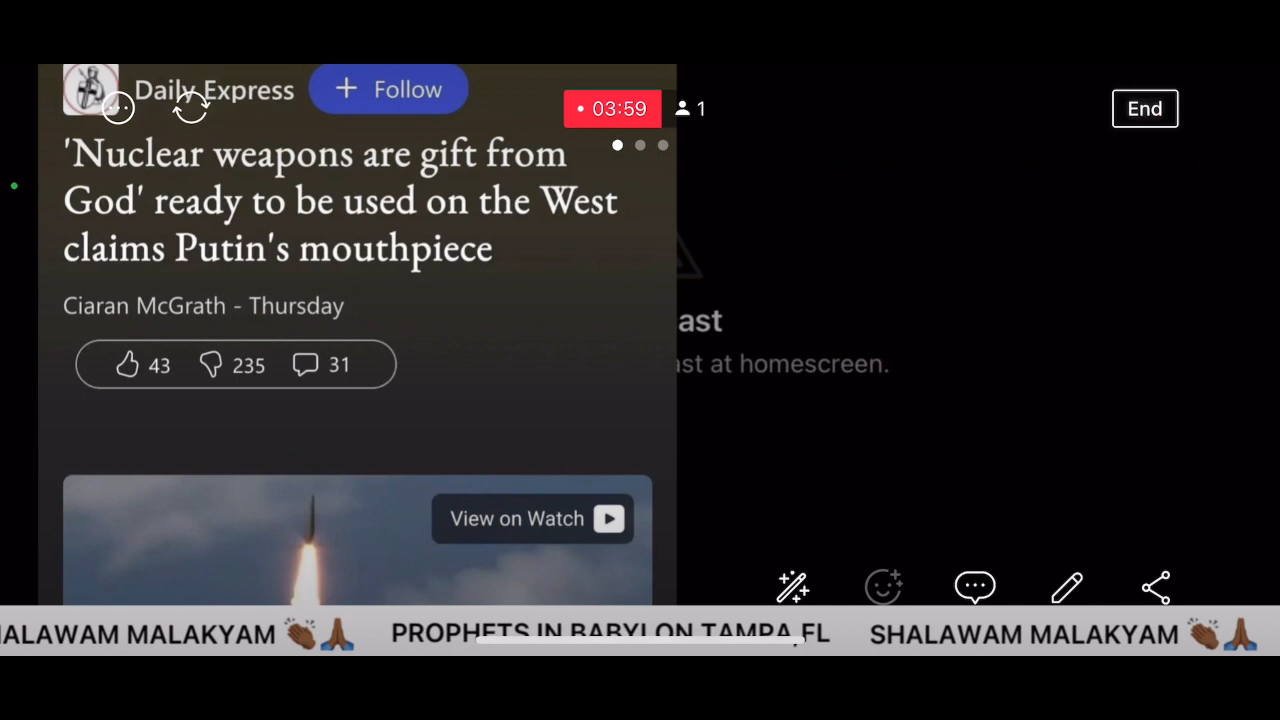 Daily Express
+ Follow
03:59
1
End
'Nuclear weapons are gift from
God' ready to be used on the West
claims Putin's mouthpiece
Ciaran McGrath - Thursday
43 235 31
ast
ast at homescreen.
View on Watch
HALAWAM MALAKYAM 👏🏾🙏🏾 PROPHETS IN BABYLON TAMPA, FL SHALAWAM MALAKYAM 👏🏾🙏🏾